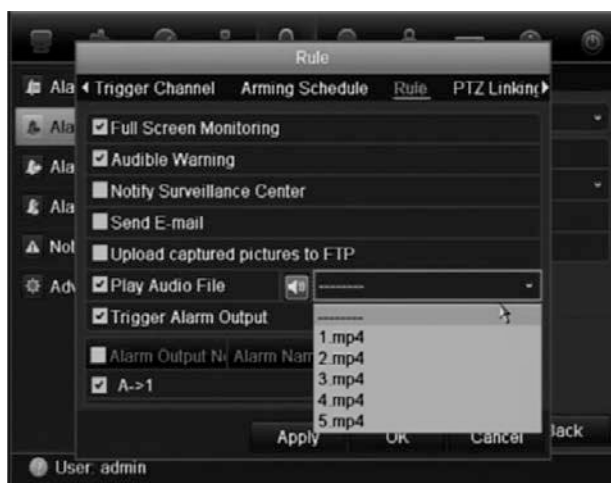 Rule
Trigger Channel Arming Schedule Rule PTZ Linking
Ala
Full Screen Monitoring
Ala
Audible Warning
Ala
Notify Surveillance Center
Ala
Send E-mail
Not
Upload captured pictures to FTP
Adv
Play Audio File ---------
Trigger Alarm Output
---------
1.mp4
Alarm Output No Alarm Nam
2.mp4
3.mp4
A->1
4.mp4
5.mp4
Apply OK Cancel Back
User: admin